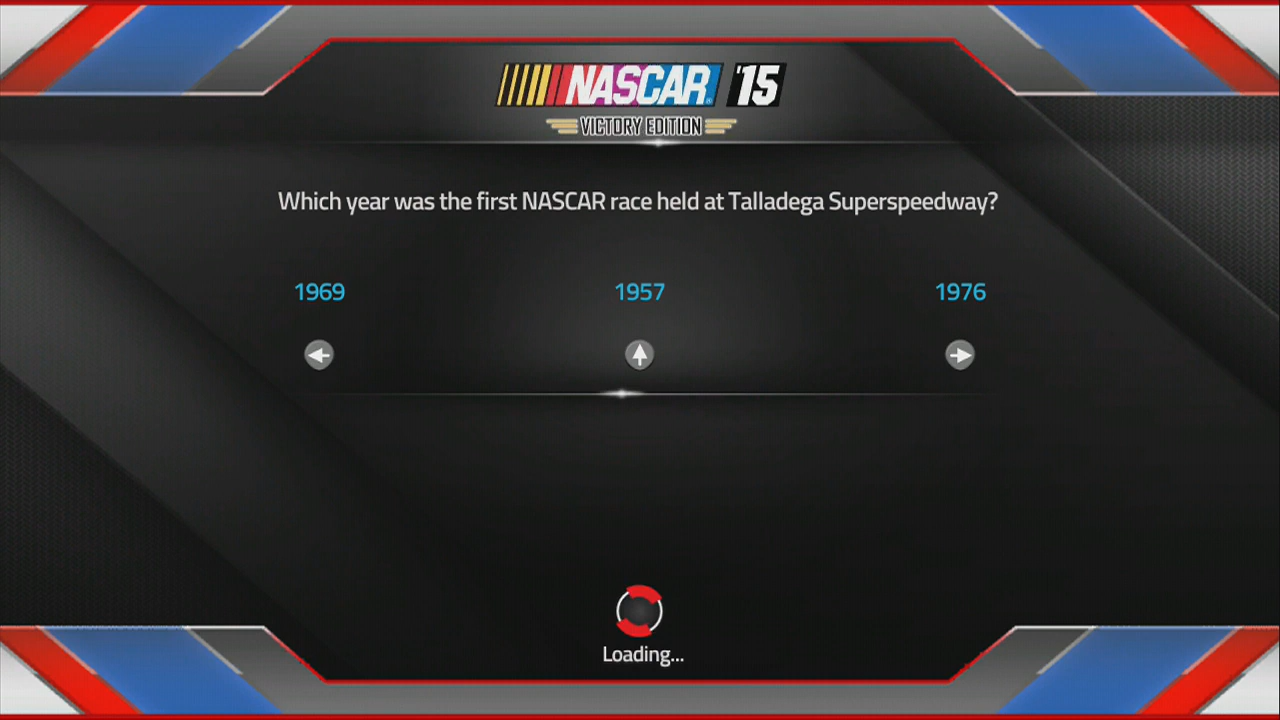 NASCAR '15
VICTORY EDITION
Which year was the first NASCAR race held at Talladega Superspeedway?
1969 1957 1976
Loading...